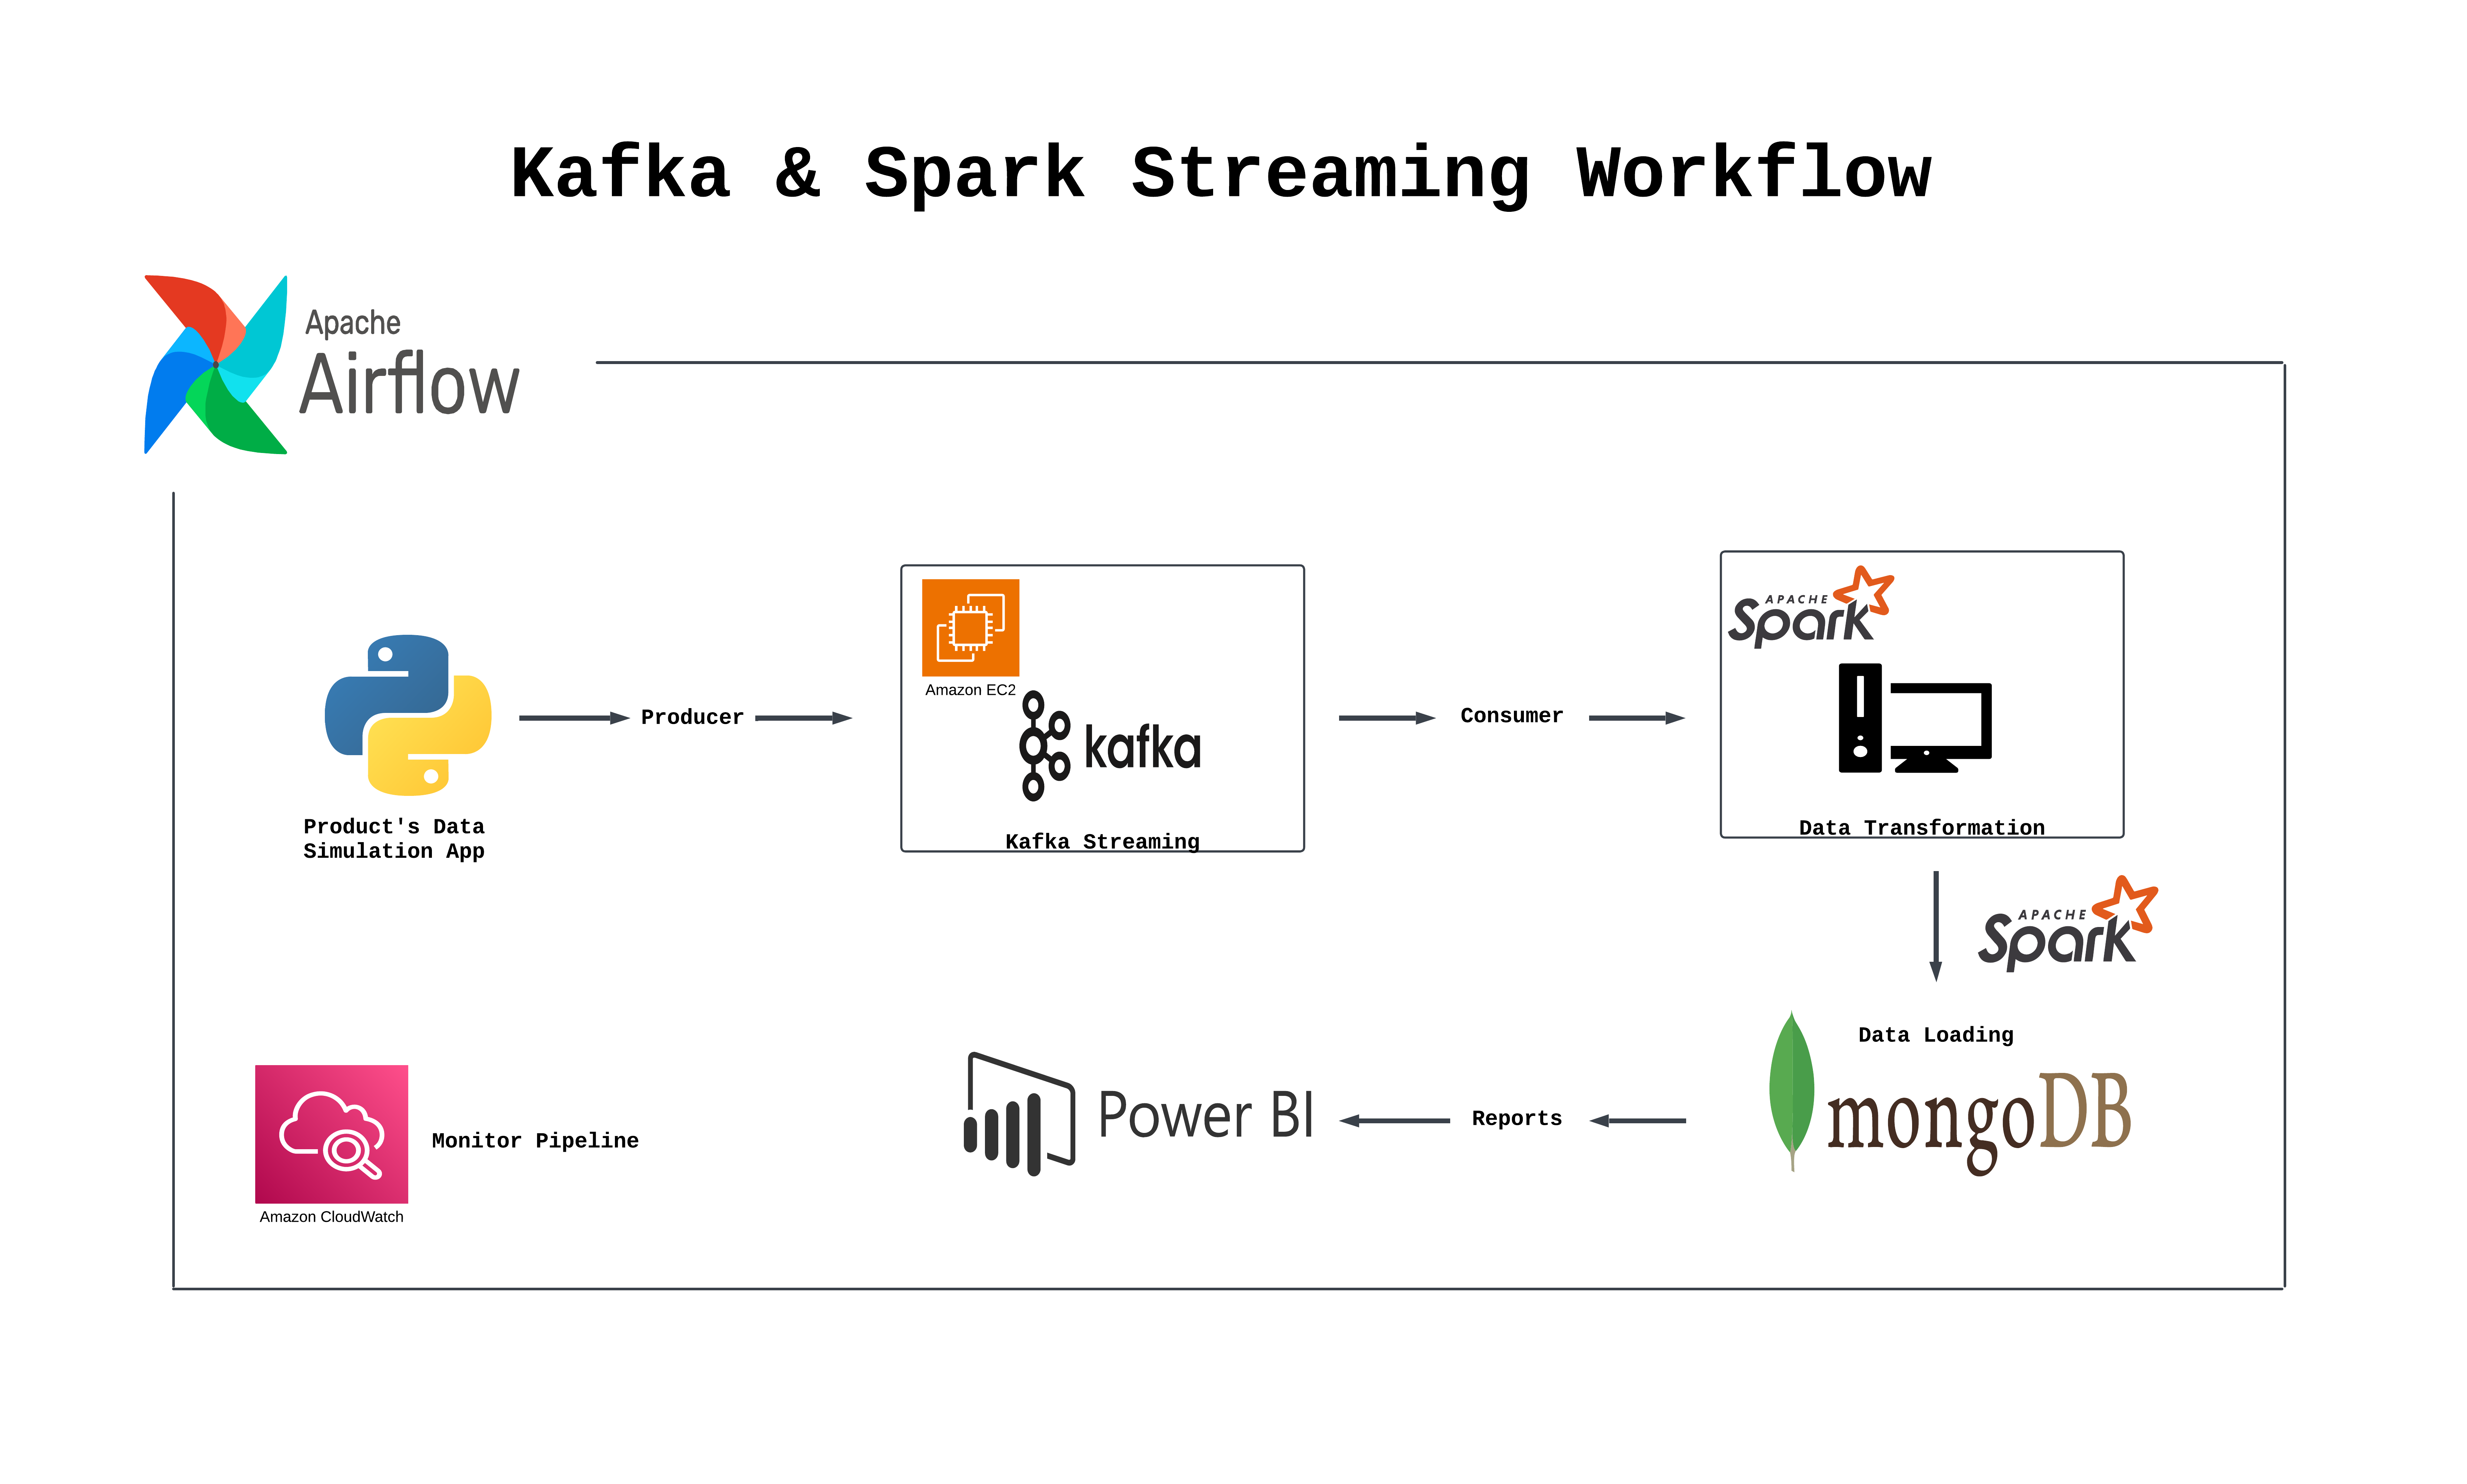 Kafka & Spark Streaming Workflow
Apache
Airflow
Amazon EC2
kafka
Kafka Streaming
Producer
Consumer
APACHE
Spark
Data Transformation
Product's Data
Simulation App
APACHE
Spark
Data Loading
mongoDB
Reports
Power BI
Monitor Pipeline
Amazon CloudWatch